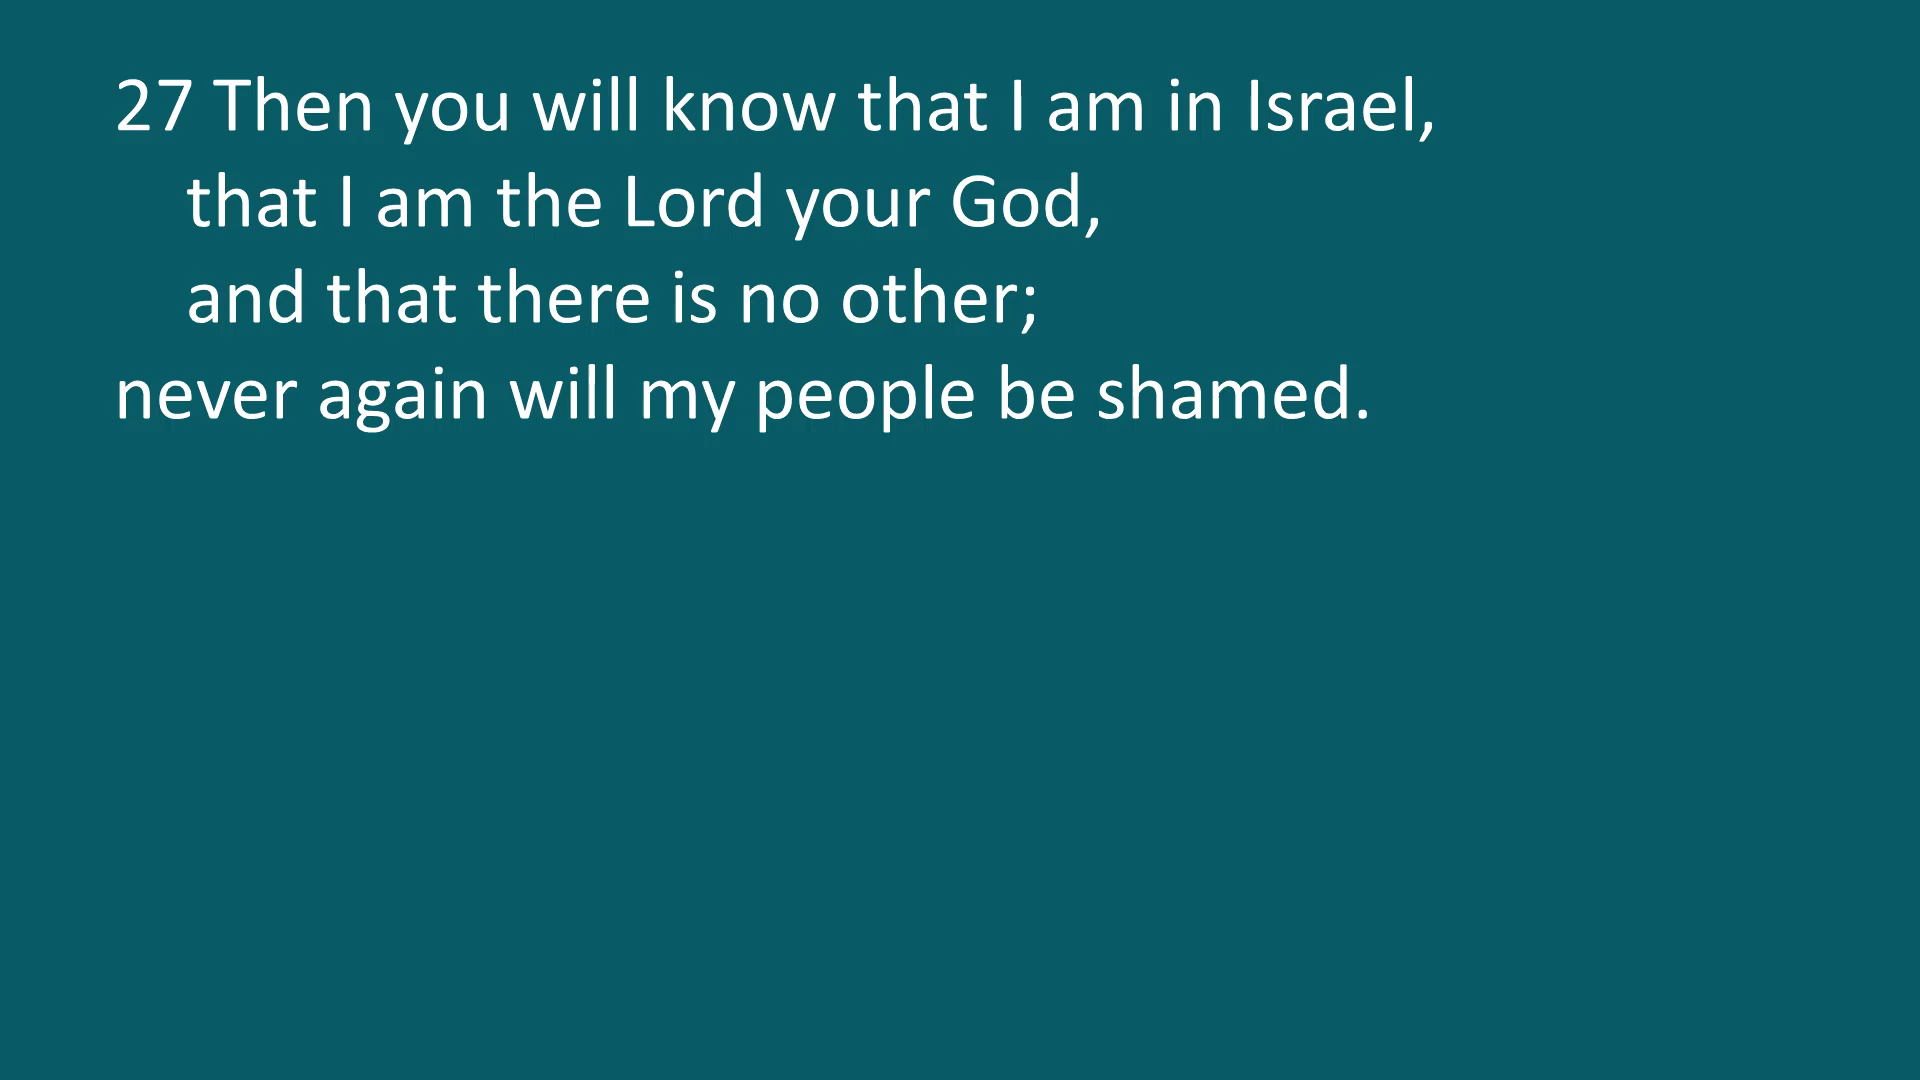 27 Then you will know that I am in Israel,
that I am the Lord your God,
and that there is no other;
never again will my people be shamed.